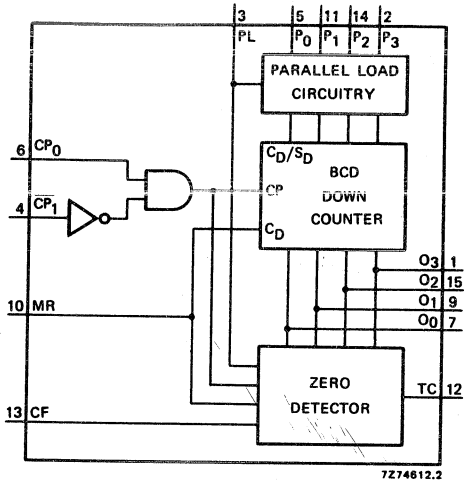 3 5 11 14 2
PL P0 P1 P2 P3
PARALLEL LOAD
CIRCUITRY
6 CP0
CD/SD
BCD
CP DOWN
COUNTER
4 C̅P̅1
CD
O3 1
O2 15
10 MR
O1 9
O0 7
ZERO
DETECTOR
TC 12
13 CF
7Z74612.2